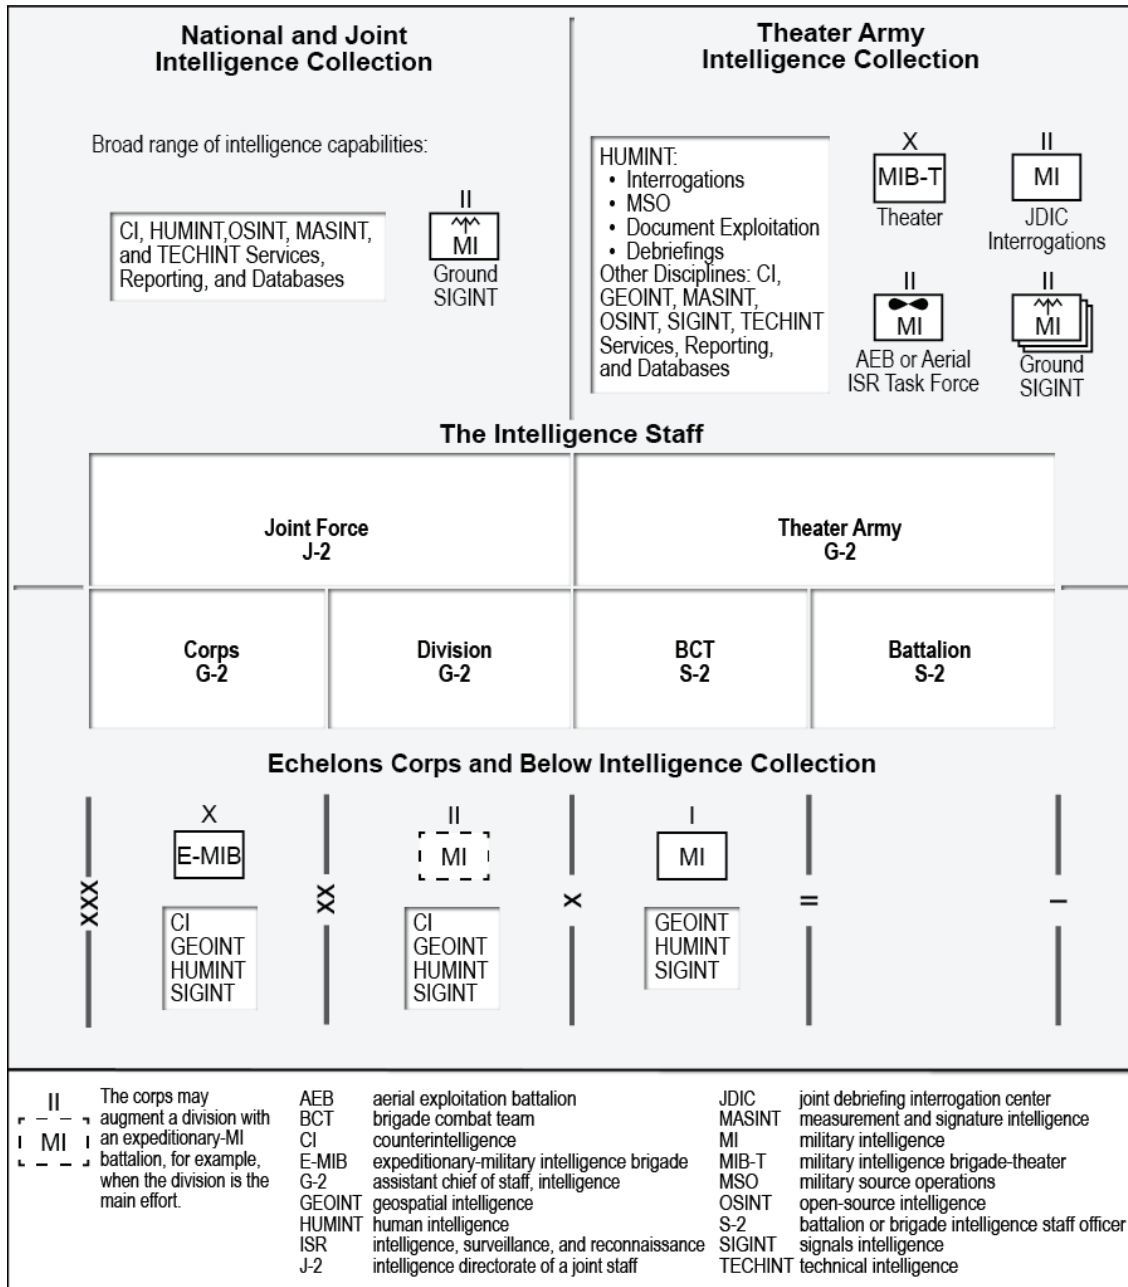 National and Joint
Intelligence Collection
Broad range of intelligence capabilities:
CI, HUMINT,OSINT, MASINT,
and TECHINT Services,
Reporting, and Databases
II
MI
Ground
SIGINT
Theater Army
Intelligence Collection
HUMINT:
• Interrogations
• MSO
• Document Exploitation
• Debriefings
Other Disciplines: CI,
GEOINT, MASINT,
OSINT, SIGINT, TECHINT
Services, Reporting,
and Databases
X
MIB-T
Theater
II
MI
JDIC
Interrogations
II
MI
AEB or Aerial
ISR Task Force
II
MI
Ground
SIGINT
The Intelligence Staff
Joint Force
J-2
Theater Army
G-2
Corps
G-2
Division
G-2
BCT
S-2
Battalion
S-2
Echelons Corps and Below Intelligence Collection
XXX
X
E-MIB
CI
GEOINT
HUMINT
SIGINT
XX
II
MI
CI
GEOINT
HUMINT
SIGINT
X
I
MI
GEOINT
HUMINT
SIGINT
II
I
II
MI
The corps may
augment a division with
an expeditionary-MI
battalion, for example,
when the division is the
main effort.
AEB aerial exploitation battalion
BCT brigade combat team
CI counterintelligence
E-MIB expeditionary-military intelligence brigade
G-2 assistant chief of staff, intelligence
GEOINT geospatial intelligence
HUMINT human intelligence
ISR intelligence, surveillance, and reconnaissance
J-2 intelligence directorate of a joint staff
JDIC joint debriefing interrogation center
MASINT measurement and signature intelligence
MI military intelligence
MIB-T military intelligence brigade-theater
MSO military source operations
OSINT open-source intelligence
S-2 battalion or brigade intelligence staff officer
SIGINT signals intelligence
TECHINT technical intelligence